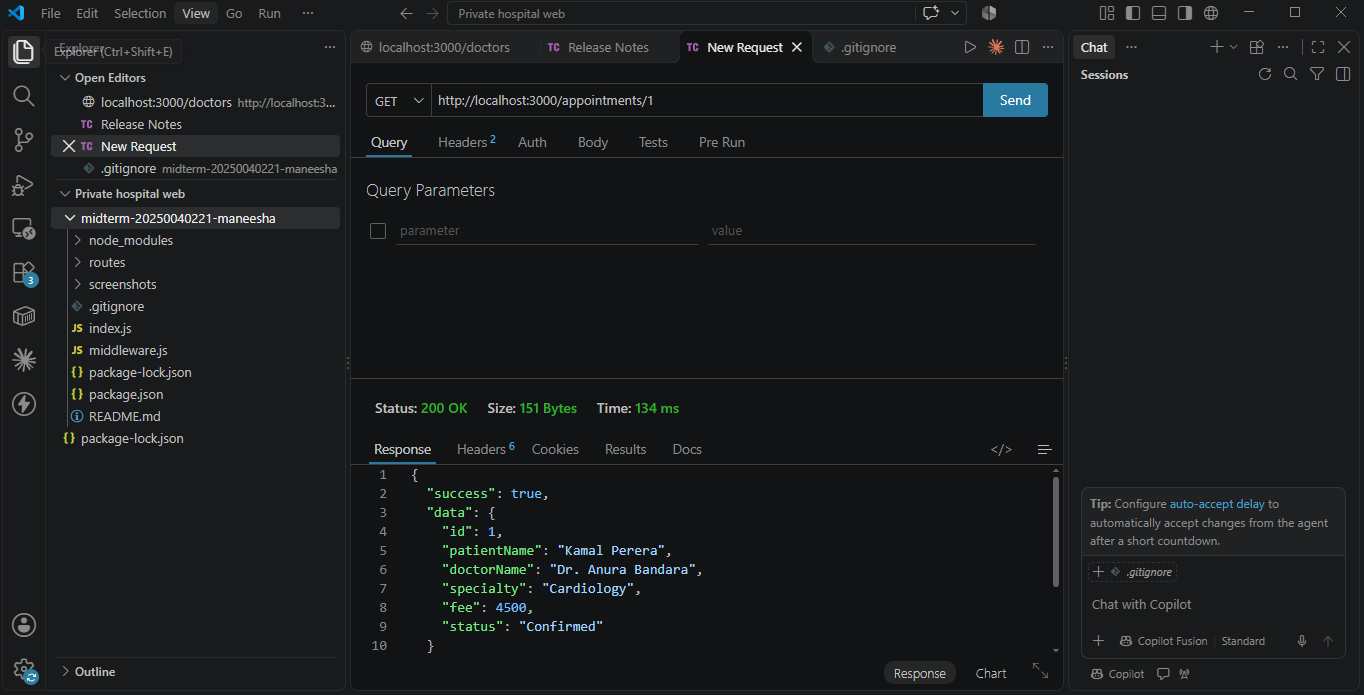 File Edit Selection View Go Run ··· Private hospital web
Explorer (Ctrl+Shift+E)
Open Editors
localhost:3000/doctors http://localhost:3...
TC Release Notes
TC New Request
.gitignore midterm-20250040221-maneesha
Private hospital web
midterm-20250040221-maneesha
node_modules
routes
screenshots
.gitignore
JS index.js
JS middleware.js
{} package-lock.json
{} package.json
README.md
{} package-lock.json
Outline
3
localhost:3000/doctors TC Release Notes TC New Request .gitignore
GET http://localhost:3000/appointments/1 Send
Query Headers 2 Auth Body Tests Pre Run
Query Parameters
parameter value
Status: 200 OK Size: 151 Bytes Time: 134 ms
Response Headers 6 Cookies Results Docs </>
1 {
2 "success": true,
3 "data": {
4 "id": 1,
5 "patientName": "Kamal Perera",
6 "doctorName": "Dr. Anura Bandara",
7 "specialty": "Cardiology",
8 "fee": 4500,
9 "status": "Confirmed"
10 }
Response Chart
Chat ···
Sessions
Tip: Configure auto-accept delay to
automatically accept changes from the agent
after a short countdown.
.gitignore
Chat with Copilot
Copilot Fusion Standard
Copilot